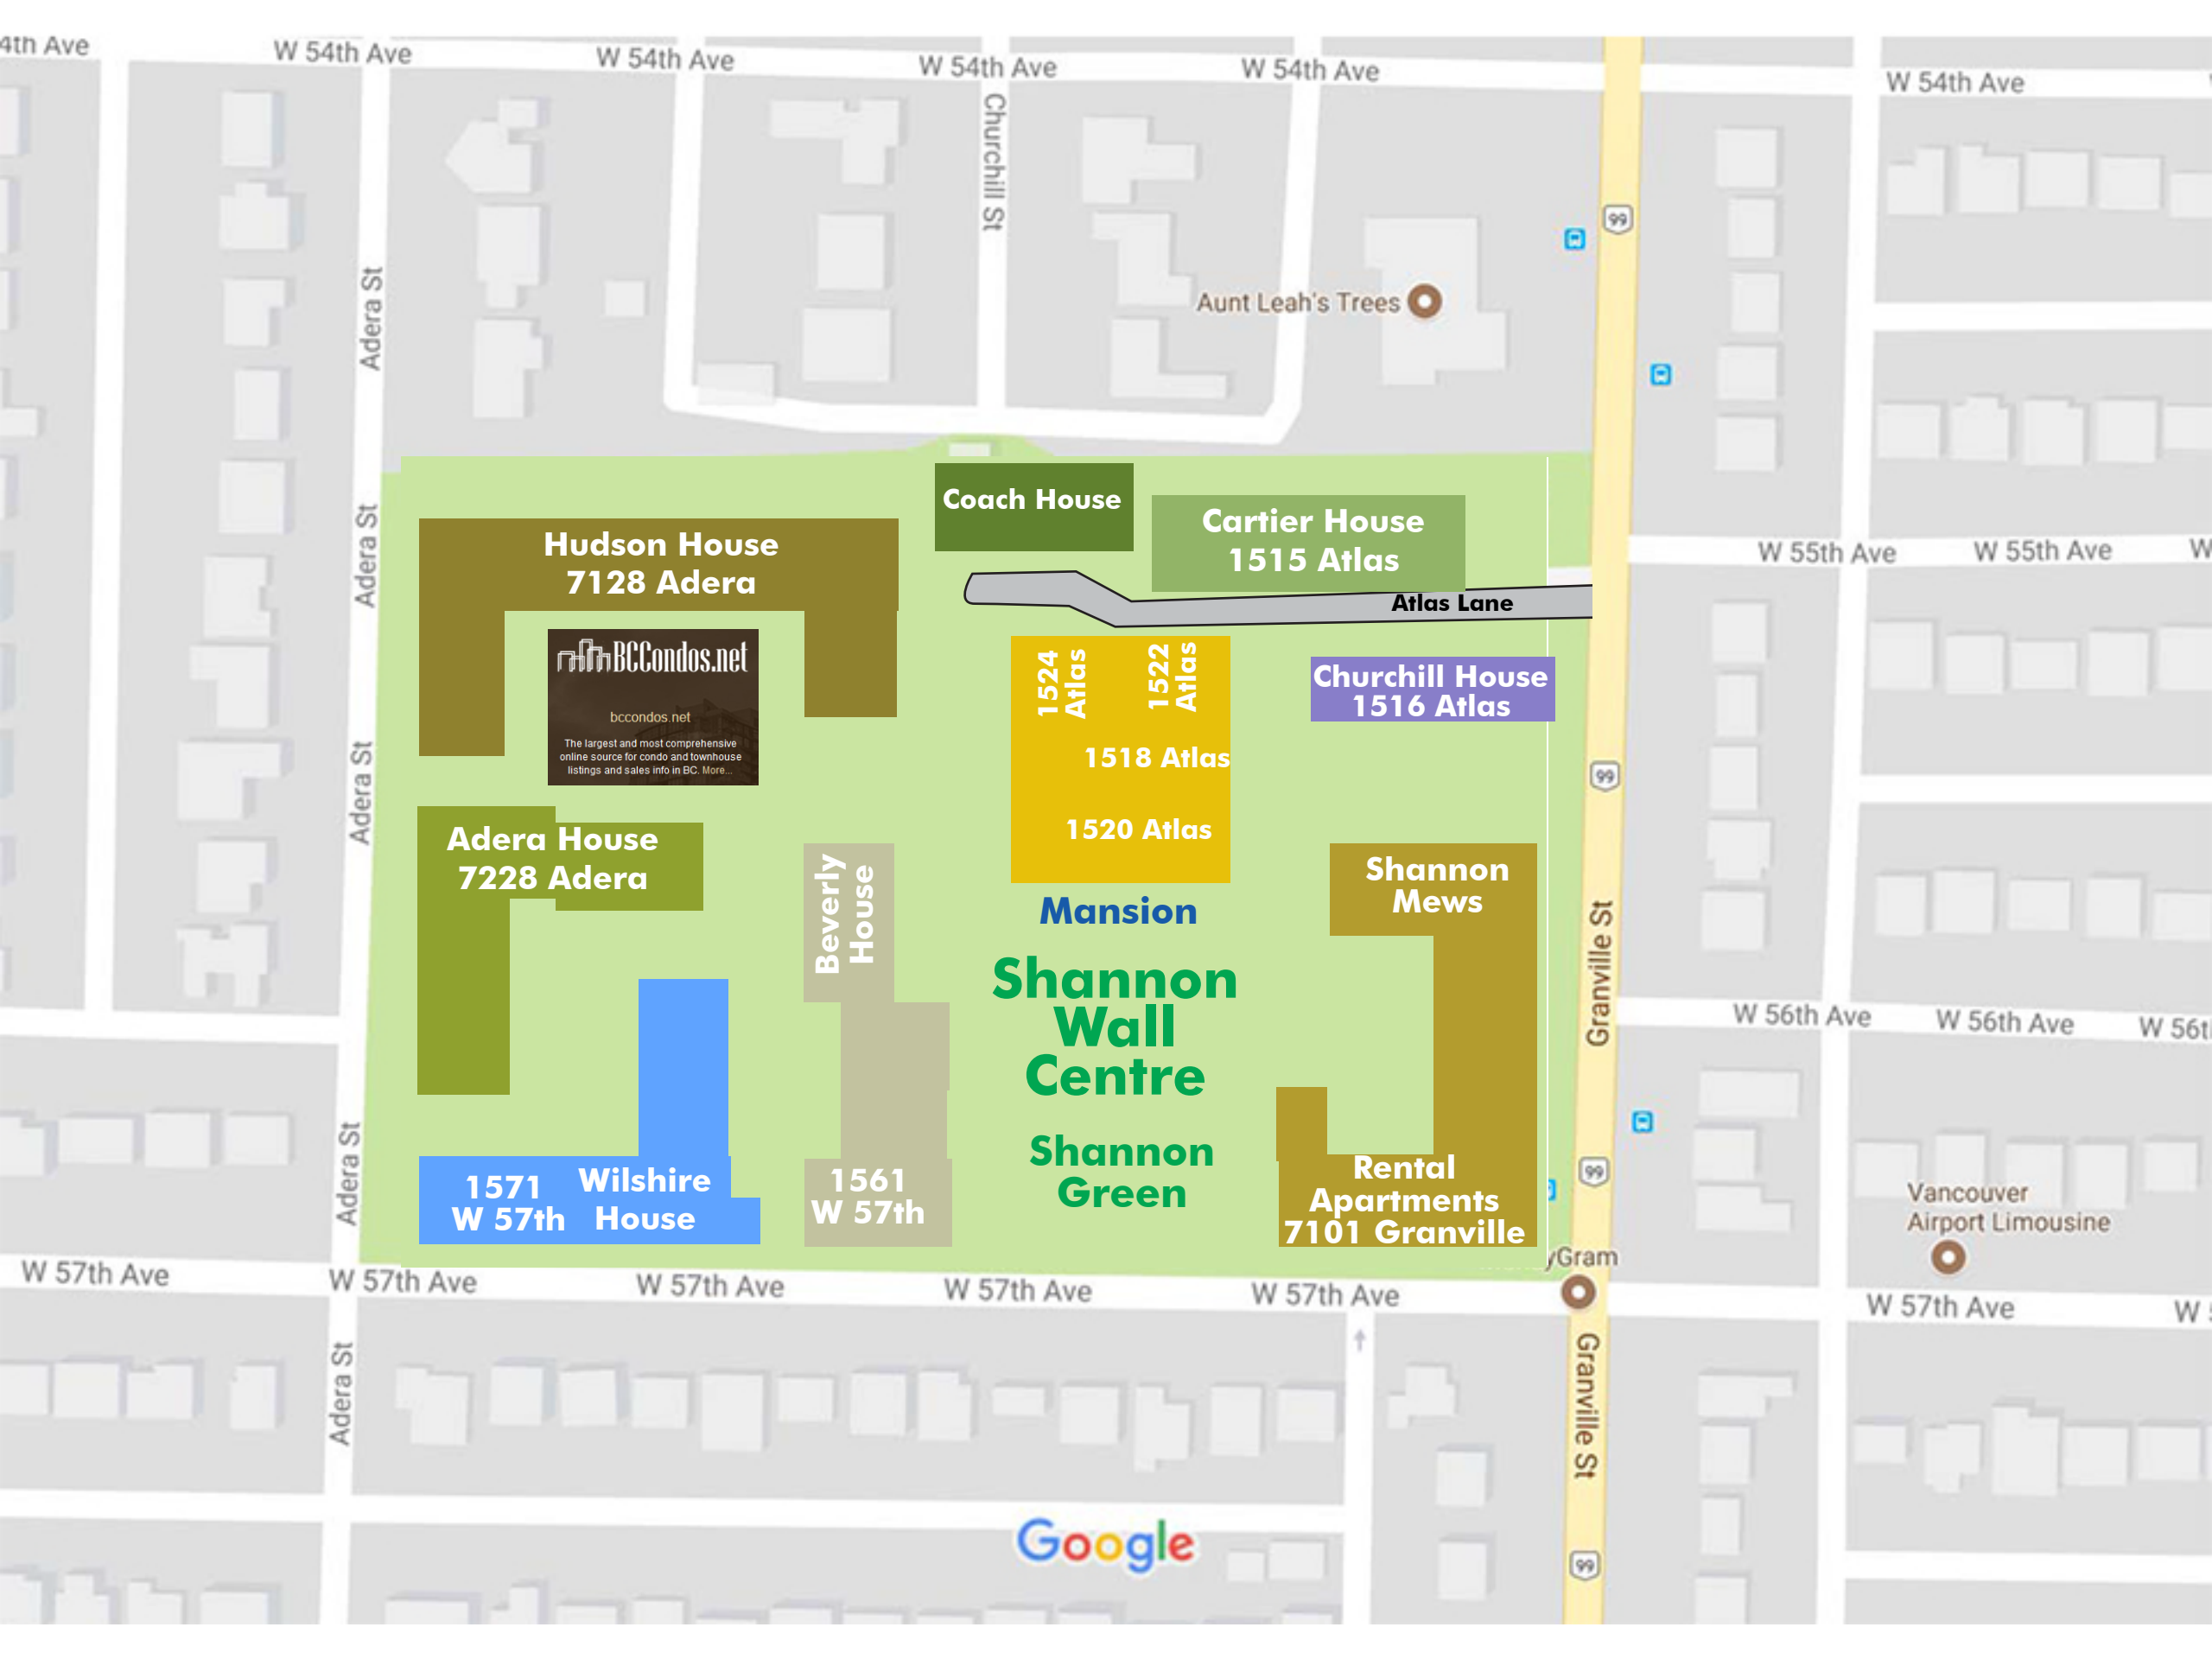 4th Ave
W 54th Ave
W 54th Ave
W 54th Ave
W 54th Ave
W 54th Ave
Churchill St
99
Adera St
Aunt Leah's Trees
Coach House
Cartier House
1515 Atlas
Hudson House
7128 Adera
Adera St
W 55th Ave
W 55th Ave
W
Atlas Lane
BCCondos.net
bccondos.net
The largest and most comprehensive
online source for condo and townhouse
listings and sales info in BC. More...
1524
Atlas
1522
Atlas
1518 Atlas
1520 Atlas
Churchill House
1516 Atlas
99
Adera St
Adera House
7228 Adera
Beverly
House
Mansion
Shannon
Mews
Shannon
Wall
Centre
Granville St
W 56th Ave
W 56th Ave
W 56t
Shannon
Green
Adera St
1571
W 57th
Wilshire
House
1561
W 57th
Rental
Apartments
7101 Granville
99
Vancouver
Airport Limousine
yGram
W 57th Ave
W 57th Ave
W 57th Ave
W 57th Ave
W 57th Ave
W 57th Ave
W
Adera St
Granville St
Google
99